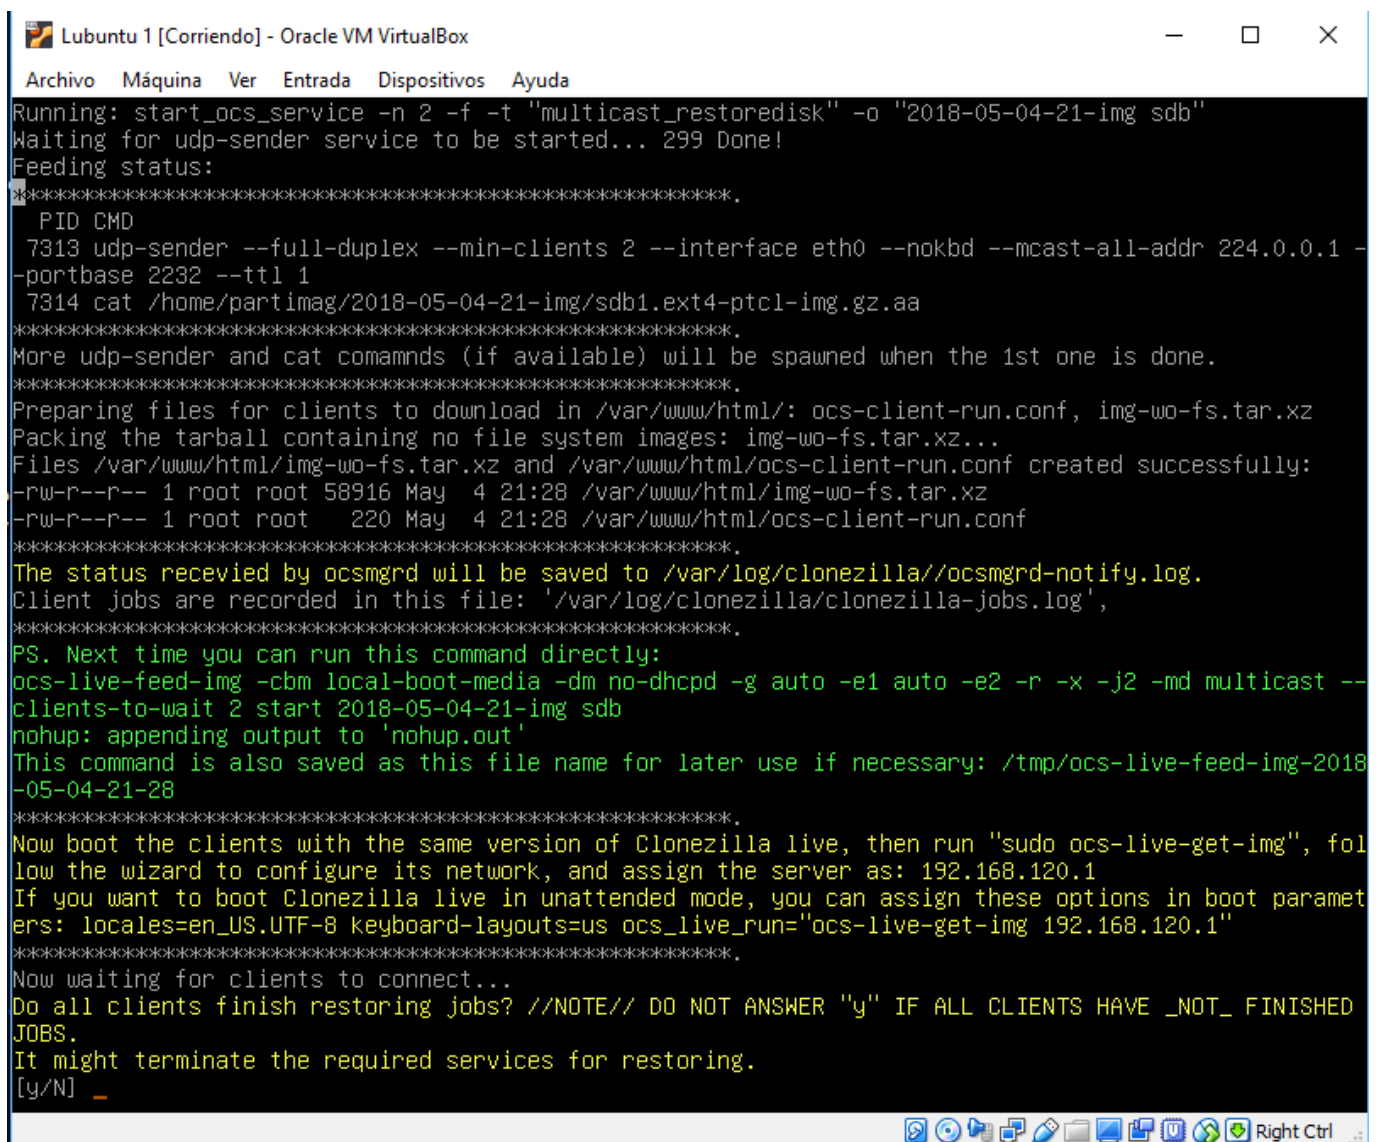 Lubuntu 1 [Corriendo] - Oracle VM VirtualBox
Archivo Máquina Ver Entrada Dispositivos Ayuda
Running: start_ocs_service -n 2 -f -t "multicast_restoredisk" -o "2018-05-04-21-img sdb"
Waiting for udp-sender service to be started... 299 Done!
Feeding status:
*****************************************************.
PID CMD
7313 udp-sender --full-duplex --min-clients 2 --interface eth0 --nokbd --mcast-all-addr 224.0.0.1 -
-portbase 2232 --ttl 1
7314 cat /home/partimag/2018-05-04-21-img/sdb1.ext4-ptcl-img.gz.aa
*****************************************************.
More udp-sender and cat comamnds (if available) will be spawned when the 1st one is done.
*****************************************************.
Preparing files for clients to download in /var/www/html/: ocs-client-run.conf, img-wo-fs.tar.xz
Packing the tarball containing no file system images: img-wo-fs.tar.xz...
Files /var/www/html/img-wo-fs.tar.xz and /var/www/html/ocs-client-run.conf created successfully:
-rw-r--r-- 1 root root 58916 May  4 21:28 /var/www/html/img-wo-fs.tar.xz
-rw-r--r-- 1 root root   220 May  4 21:28 /var/www/html/ocs-client-run.conf
*****************************************************.
The status recevied by ocsmgrd will be saved to /var/log/clonezilla//ocsmgrd-notify.log.
Client jobs are recorded in this file: '/var/log/clonezilla/clonezilla-jobs.log',
*****************************************************.
PS. Next time you can run this command directly:
ocs-live-feed-img -cbm local-boot-media -dm no-dhcpd -g auto -e1 auto -e2 -r -x -j2 -md multicast --
clients-to-wait 2 start 2018-05-04-21-img sdb
nohup: appending output to 'nohup.out'
This command is also saved as this file name for later use if necessary: /tmp/ocs-live-feed-img-2018
-05-04-21-28
*****************************************************.
Now boot the clients with the same version of Clonezilla live, then run "sudo ocs-live-get-img", fol
low the wizard to configure its network, and assign the server as: 192.168.120.1
If you want to boot Clonezilla live in unattended mode, you can assign these options in boot paramet
ers: locales=en_US.UTF-8 keyboard-layouts=us ocs_live_run="ocs-live-get-img 192.168.120.1"
*****************************************************.
Now waiting for clients to connect...
Do all clients finish restoring jobs? //NOTE// DO NOT ANSWER "y" IF ALL CLIENTS HAVE _NOT_ FINISHED
JOBS.
It might terminate the required services for restoring.
[y/N] _
Right Ctrl